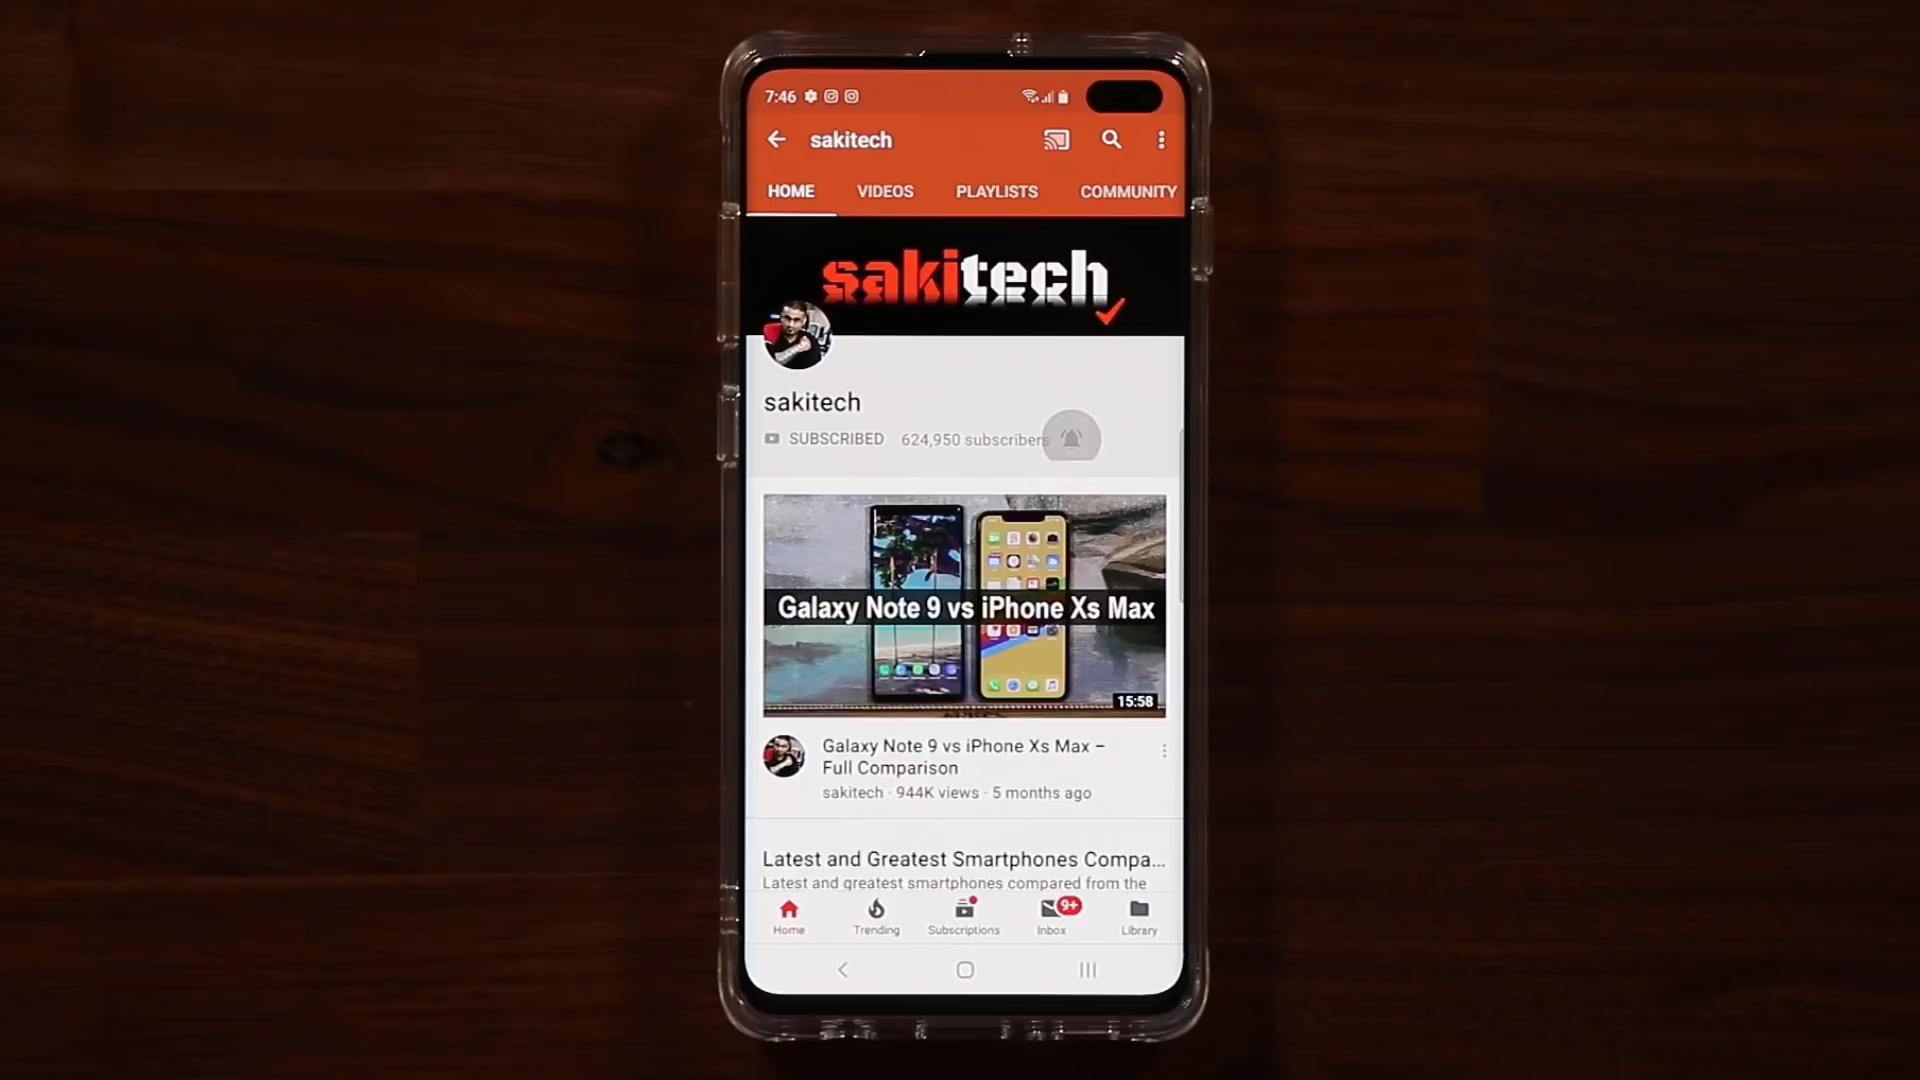 7:46
sakitech
HOME VIDEOS PLAYLISTS COMMUNITY
sakitech
sakitech
SUBSCRIBED 624,950 subscribers
Galaxy Note 9 vs iPhone Xs Max
15:58
Galaxy Note 9 vs iPhone Xs Max –
Full Comparison
sakitech · 944K views · 5 months ago
Latest and Greatest Smartphones Compa...
Latest and greatest smartphones compared from the
9+
Home Trending Subscriptions Inbox Library